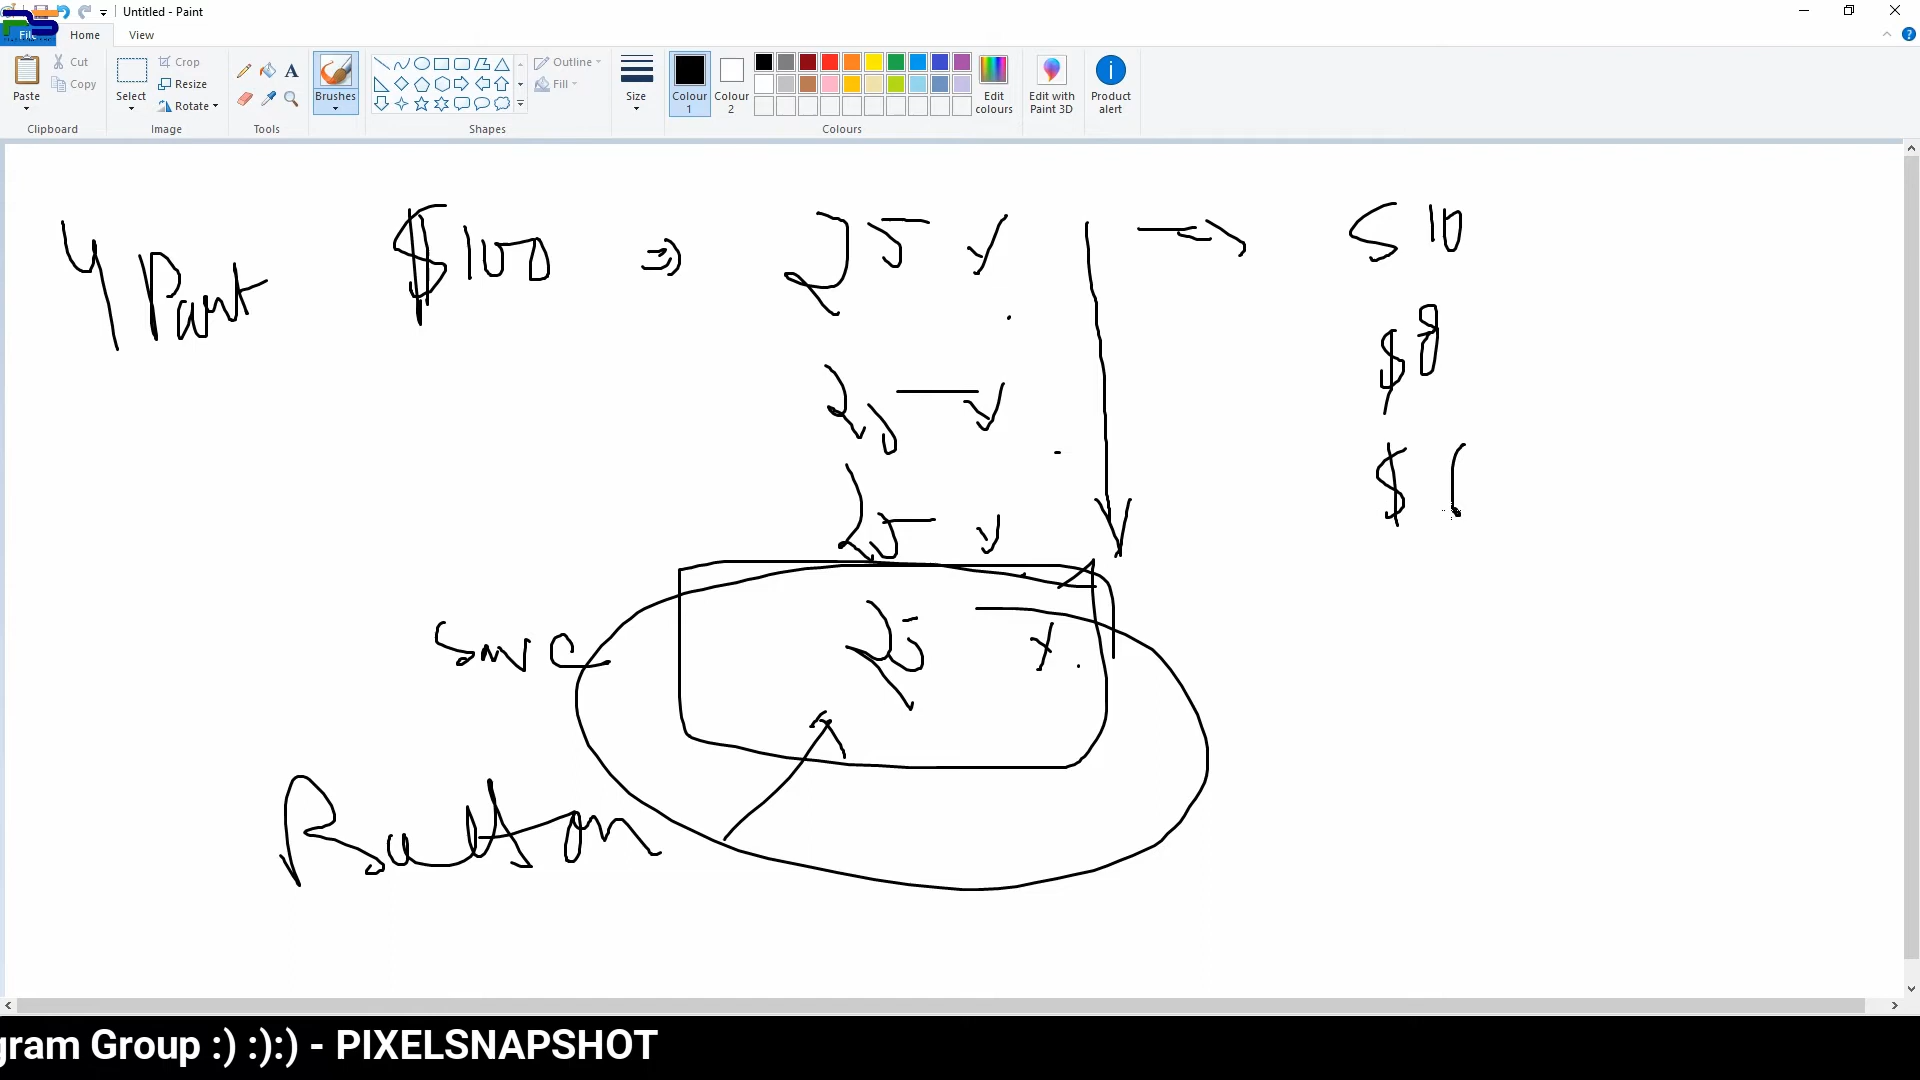 Untitled - Paint
File Home View
Paste
Cut
Copy
Clipboard
Select
Crop
Resize
Rotate
Image
Tools
Brushes
Shapes
Outline
Fill
Size
Colour 1
Colour 2
Edit colours
Colours
Edit with Paint 3D
Product alert
4 Part $100 ⇒ 25 ✓ → $10
25 ✓ $8
25 ✓ $
25
gram Group :) :):) - PIXELSNAPSHOT